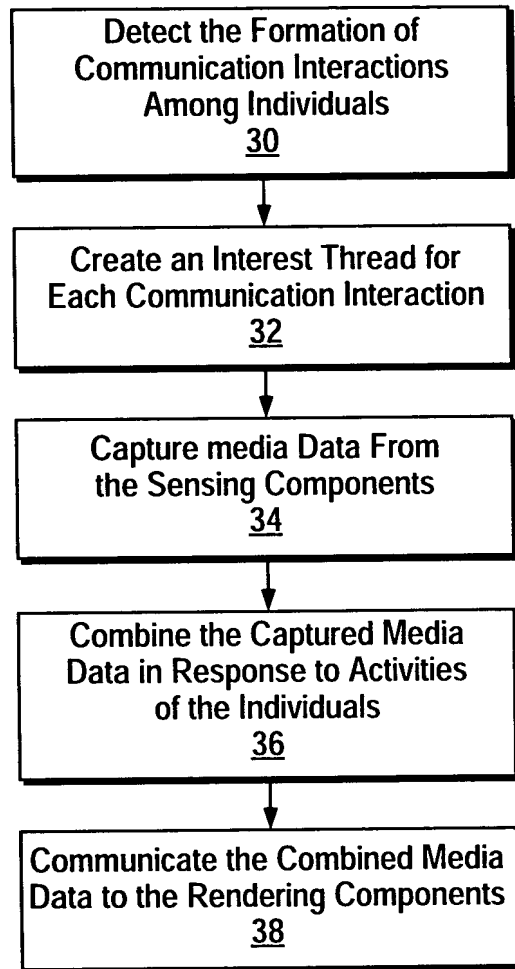 Detect the Formation of
Communication Interactions
Among Individuals
30
Create an Interest Thread for
Each Communication Interaction
32
Capture media Data From
the Sensing Components
34
Combine the Captured Media
Data in Response to Activities
of the Individuals
36
Communicate the Combined Media
Data to the Rendering Components
38